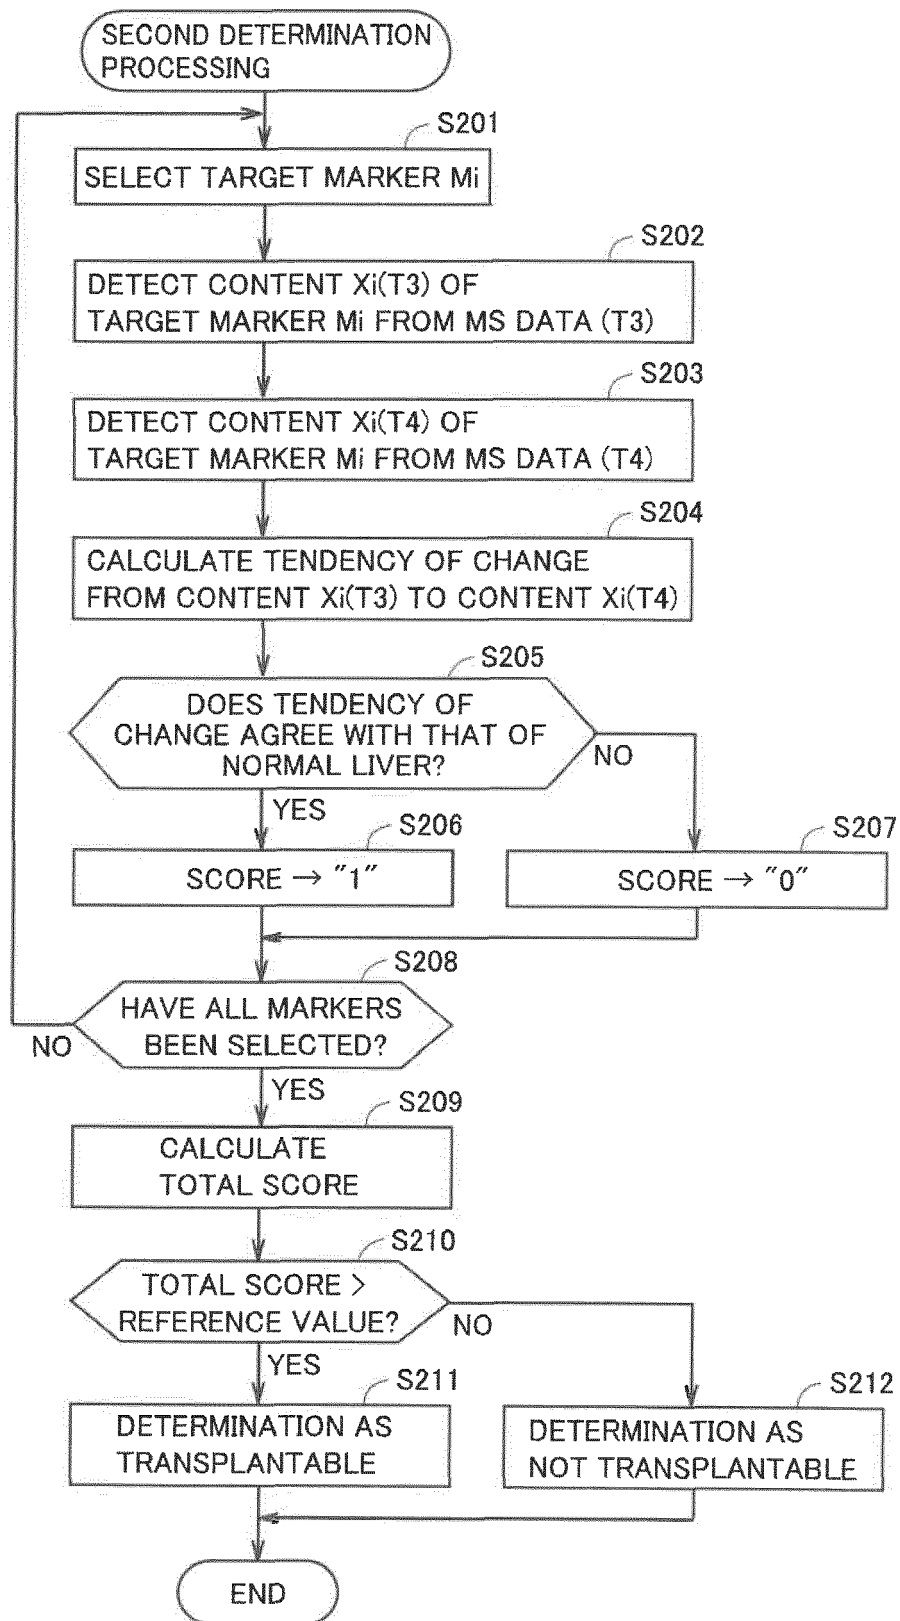 SECOND DETERMINATION
PROCESSING
S201
SELECT TARGET MARKER Mi
S202
DETECT CONTENT Xi(T3) OF
TARGET MARKER Mi FROM MS DATA (T3)
S203
DETECT CONTENT Xi(T4) OF
TARGET MARKER Mi FROM MS DATA (T4)
S204
CALCULATE TENDENCY OF CHANGE
FROM CONTENT Xi(T3) TO CONTENT Xi(T4)
S205
DOES TENDENCY OF
CHANGE AGREE WITH THAT OF
NORMAL LIVER?
NO
YES
S206
SCORE → "1"
S207
SCORE → "0"
S208
HAVE ALL MARKERS
BEEN SELECTED?
NO
YES
S209
CALCULATE
TOTAL SCORE
S210
TOTAL SCORE >
REFERENCE VALUE?
NO
YES
S211
DETERMINATION AS
TRANSPLANTABLE
S212
DETERMINATION AS
NOT TRANSPLANTABLE
END